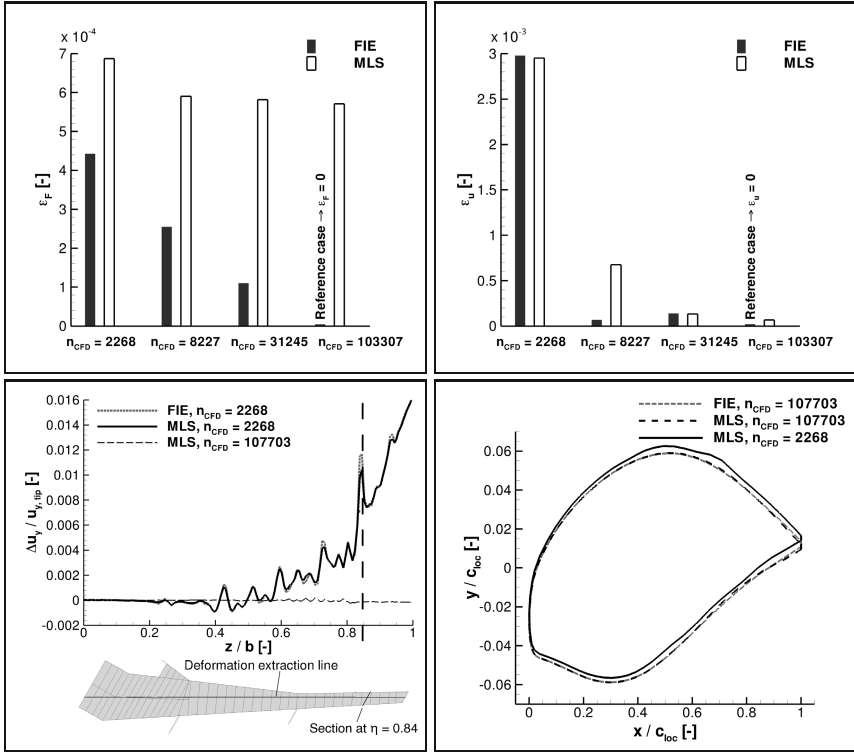 x 10⁻⁴
FIE
MLS
7
6
5
4
3
2
1
0
ε_F [-]
Reference case → ε_F = 0
n_CFD = 2268 n_CFD = 8227 n_CFD = 31245 n_CFD = 103307
x 10⁻³
FIE
MLS
3
2.5
2
1.5
1
0.5
0
ε_u [-]
Reference case → ε_u = 0
n_CFD = 2268 n_CFD = 8227 n_CFD = 31245 n_CFD = 103307
0.016
0.014
0.012
0.01
0.008
0.006
0.004
0.002
0
-0.002
Δu_y / u_y, tip [-]
FIE, n_CFD = 2268
MLS, n_CFD = 2268
MLS, n_CFD = 107703
0 0.2 0.4 0.6 0.8 1
z / b [-]
Deformation extraction line
Section at η = 0.84
FIE, n_CFD = 107703
MLS, n_CFD = 107703
MLS, n_CFD = 2268
0.06
0.04
0.02
0
-0.02
-0.04
-0.06
y / c_loc [-]
0 0.2 0.4 0.6 0.8 1
x / c_loc [-]